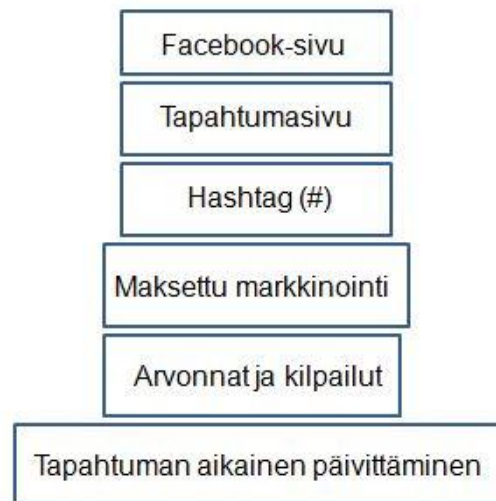 Facebook-sivu
Tapahtumasivu
Hashtag (#)
Maksettu markkinointi
Arvonnat ja kilpailut
Tapahtuman aikainen päivittäminen